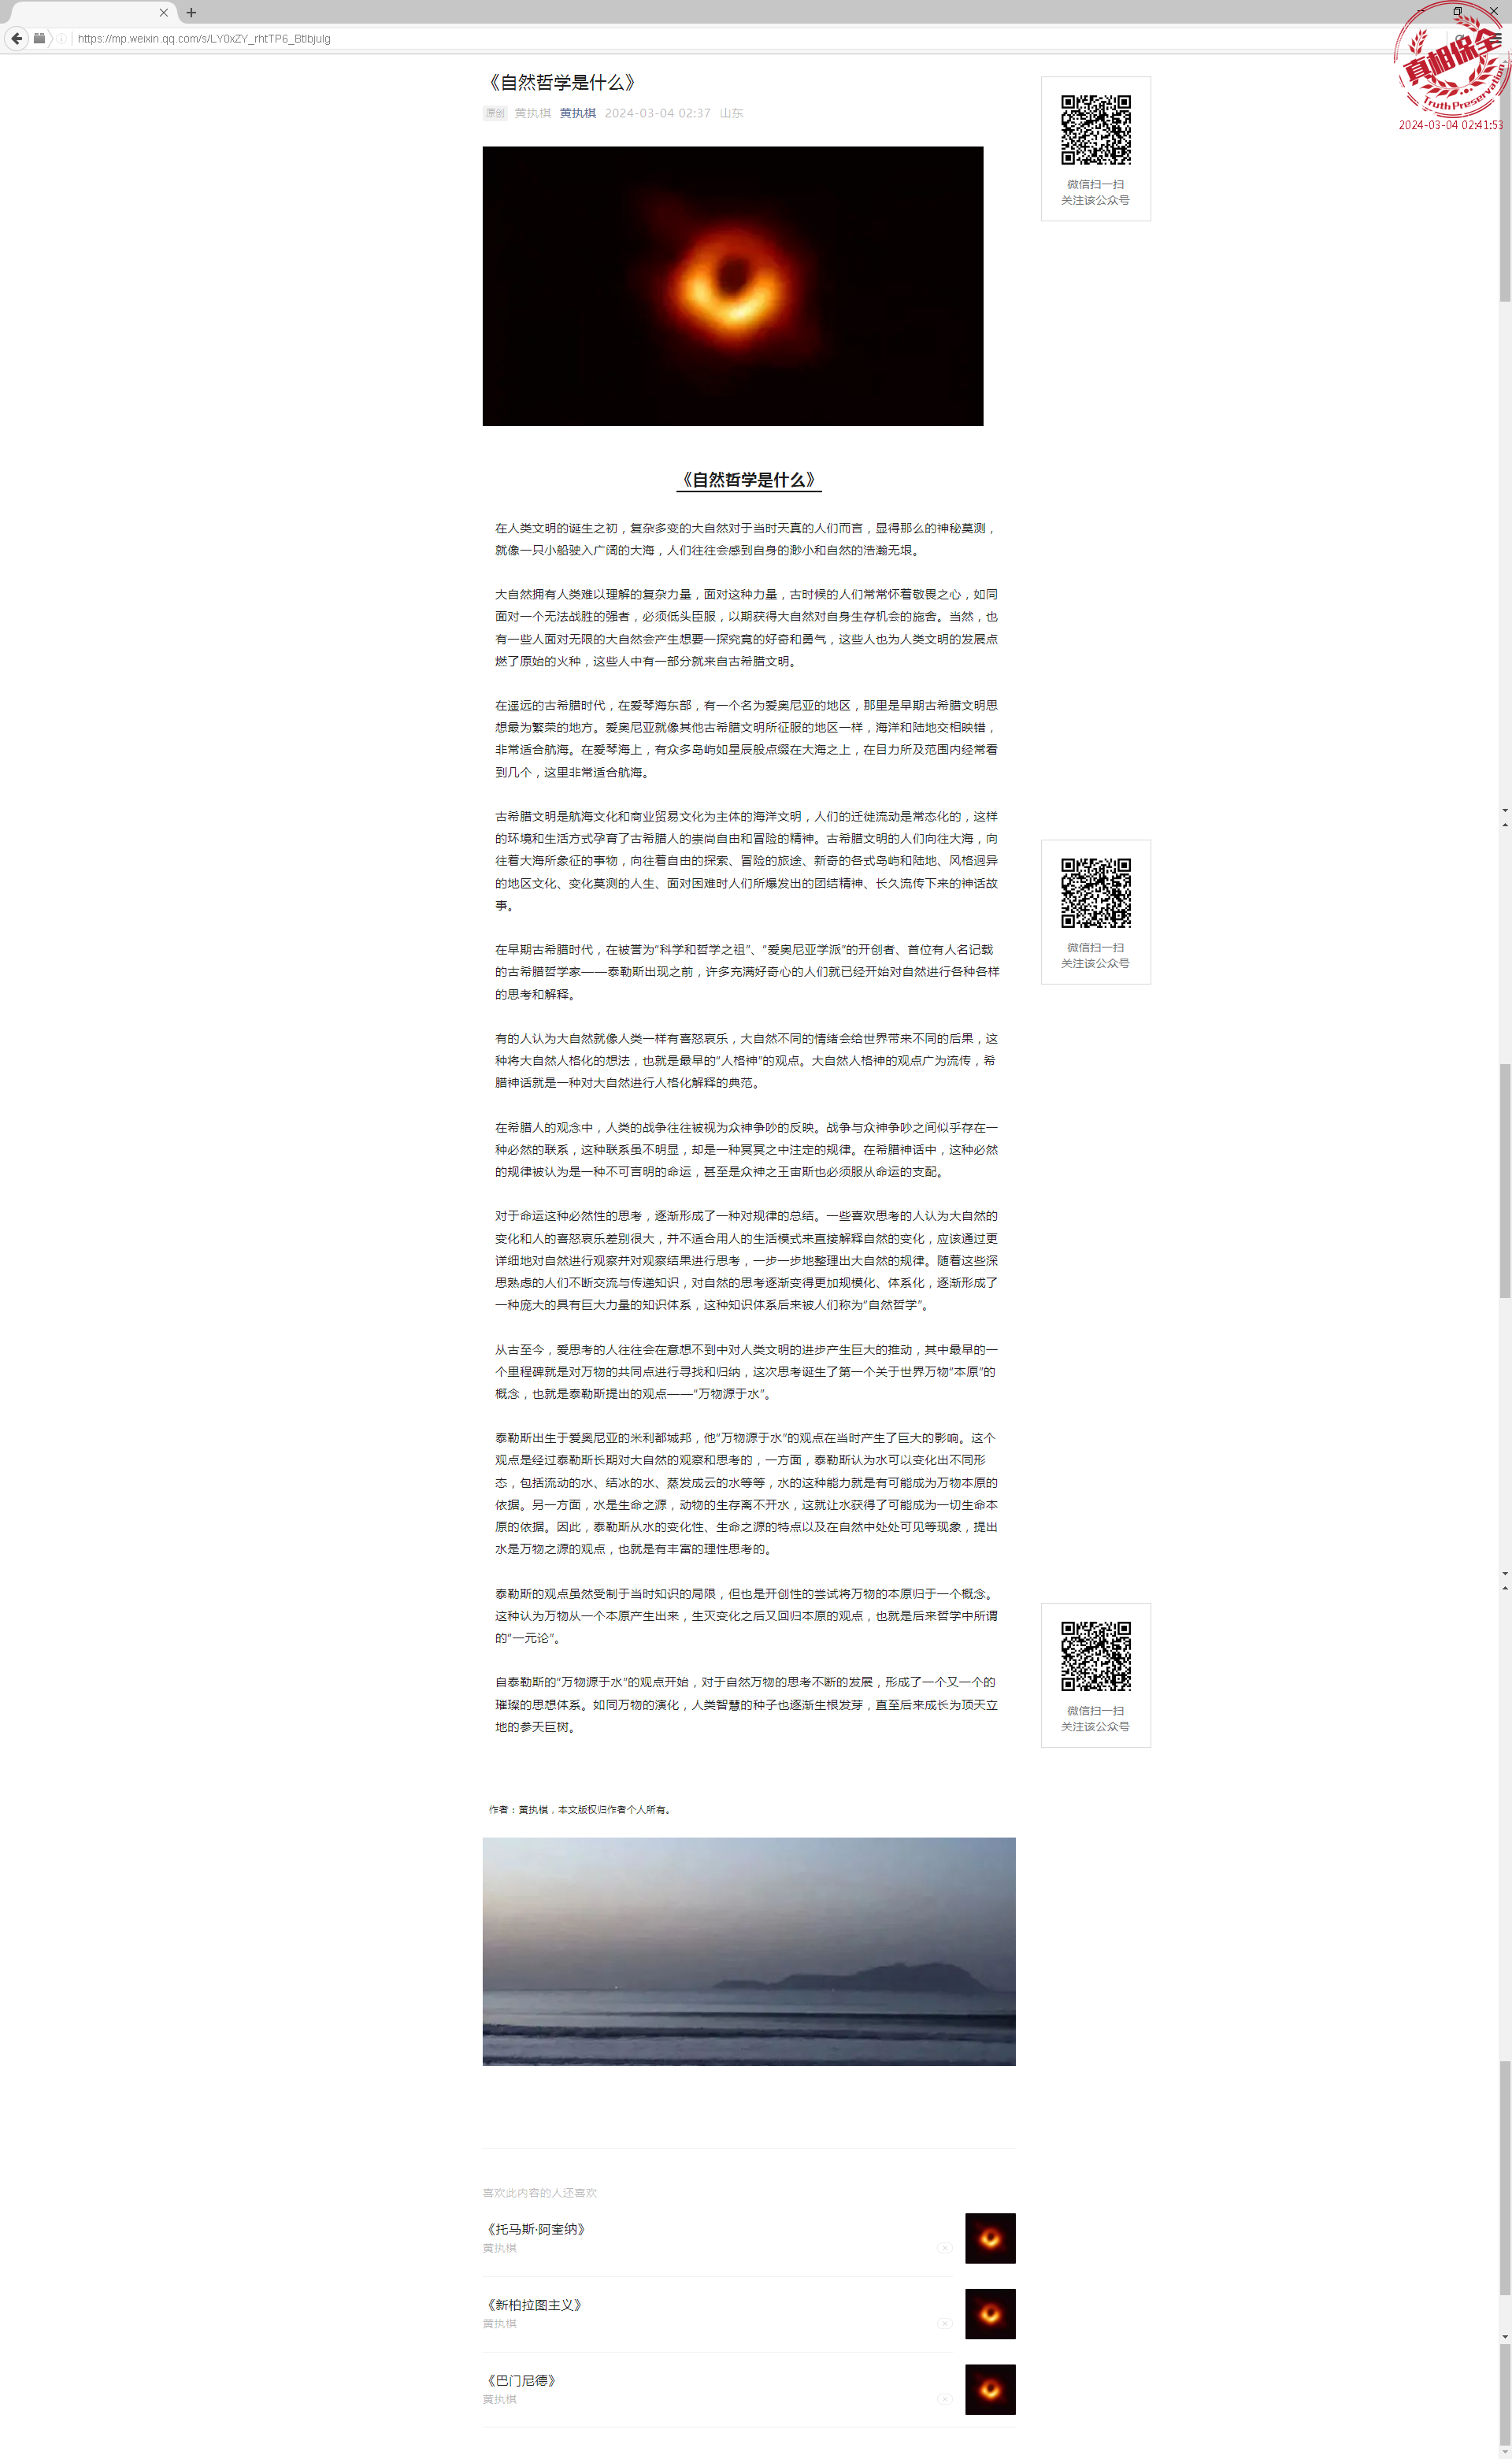 https://mp.weixin.qq.com/s/LY0xZY_rhtTP6_Btlbjulg
真相保全
Truth Preservation
2024-03-04 02:41:53
《自然哲学是什么》
原创 黄执棋 黄执棋 2024-03-04 02:37 山东
微信扫一扫
关注该公众号
《自然哲学是什么》
在人类文明的诞生之初，复杂多变的大自然对于当时天真的人们而言，显得那么的神秘莫测，
就像一只小船驶入广阔的大海，人们往往会感到自身的渺小和自然的浩瀚无垠。
大自然拥有人类难以理解的复杂力量，面对这种力量，古时候的人们常常怀着敬畏之心，如同
面对一个无法战胜的强者，必须低头臣服，以期获得大自然对自身生存机会的施舍。当然，也
有一些人面对无限的大自然会产生想要一探究竟的好奇和勇气，这些人也为人类文明的发展点
燃了原始的火种，这些人中有一部分就来自古希腊文明。
在遥远的古希腊时代，在爱琴海东部，有一个名为爱奥尼亚的地区，那里是早期古希腊文明思
想最为繁荣的地方。爱奥尼亚就像其他古希腊文明所征服的地区一样，海洋和陆地交相映错，
非常适合航海。在爱琴海上，有众多岛屿如星辰般点缀在大海之上，在目力所及范围内经常看
到几个，这里非常适合航海。
古希腊文明是航海文化和商业贸易文化为主体的海洋文明，人们的迁徙流动是常态化的，这样
的环境和生活方式孕育了古希腊人的崇尚自由和冒险的精神。古希腊文明的人们向往大海，向
往着大海所象征的事物，向往着自由的探索、冒险的旅途、新奇的各式岛屿和陆地、风格迥异
的地区文化、变化莫测的人生、面对困难时人们所爆发出的团结精神、长久流传下来的神话故
事。
微信扫一扫
关注该公众号
在早期古希腊时代，在被誉为“科学和哲学之祖”、“爱奥尼亚学派”的开创者、首位有人名记载
的古希腊哲学家——泰勒斯出现之前，许多充满好奇心的人们就已经开始对自然进行各种各样
的思考和解释。
有的人认为大自然就像人类一样有喜怒哀乐，大自然不同的情绪会给世界带来不同的后果，这
种将大自然人格化的想法，也就是最早的“人格神”的观点。大自然人格神的观点广为流传，希
腊神话就是一种对大自然进行人格化解释的典范。
在希腊人的观念中，人类的战争往往被视为众神争吵的反映。战争与众神争吵之间似乎存在一
种必然的联系，这种联系虽不明显，却是一种冥冥之中注定的规律。在希腊神话中，这种必然
的规律被认为是一种不可言明的命运，甚至是众神之王宙斯也必须服从命运的支配。
对于命运这种必然性的思考，逐渐形成了一种对规律的总结。一些喜欢思考的人认为大自然的
变化和人的喜怒哀乐差别很大，并不适合用人的生活模式来直接解释自然的变化，应该通过更
详细地对自然进行观察并对观察结果进行思考，一步一步地整理出大自然的规律。随着这些深
思熟虑的人们不断交流与传递知识，对自然的思考逐渐变得更加规模化、体系化，逐渐形成了
一种庞大的具有巨大力量的知识体系，这种知识体系后来被人们称为“自然哲学”。
从古至今，爱思考的人往往会在意想不到中对人类文明的进步产生巨大的推动，其中最早的一
个里程碑就是对万物的共同点进行寻找和归纳，这次思考诞生了第一个关于世界万物“本原”的
概念，也就是泰勒斯提出的观点——“万物源于水”。
泰勒斯出生于爱奥尼亚的米利都城邦，他“万物源于水”的观点在当时产生了巨大的影响。这个
观点是经过泰勒斯长期对大自然的观察和思考的，一方面，泰勒斯认为水可以变化出不同形
态，包括流动的水、结冰的水、蒸发成云的水等等，水的这种能力就是有可能成为万物本原的
依据。另一方面，水是生命之源，动物的生存离不开水，这就让水获得了可能成为一切生命本
原的依据。因此，泰勒斯从水的变化性、生命之源的特点以及在自然中处处可见等现象，提出
水是万物之源的观点，也就是有丰富的理性思考的。
泰勒斯的观点虽然受制于当时知识的局限，但也是开创性的尝试将万物的本原归于一个概念。
这种认为万物从一个本原产生出来，生灭变化之后又回归本原的观点，也就是后来哲学中所谓
的“一元论”。
自泰勒斯的“万物源于水”的观点开始，对于自然万物的思考不断的发展，形成了一个又一个的
璀璨的思想体系。如同万物的演化，人类智慧的种子也逐渐生根发芽，直至后来成长为顶天立
地的参天巨树。
微信扫一扫
关注该公众号
作者：黄执棋，本文版权归作者个人所有。
喜欢此内容的人还喜欢
《托马斯·阿奎纳》
黄执棋
《新柏拉图主义》
黄执棋
《巴门尼德》
黄执棋